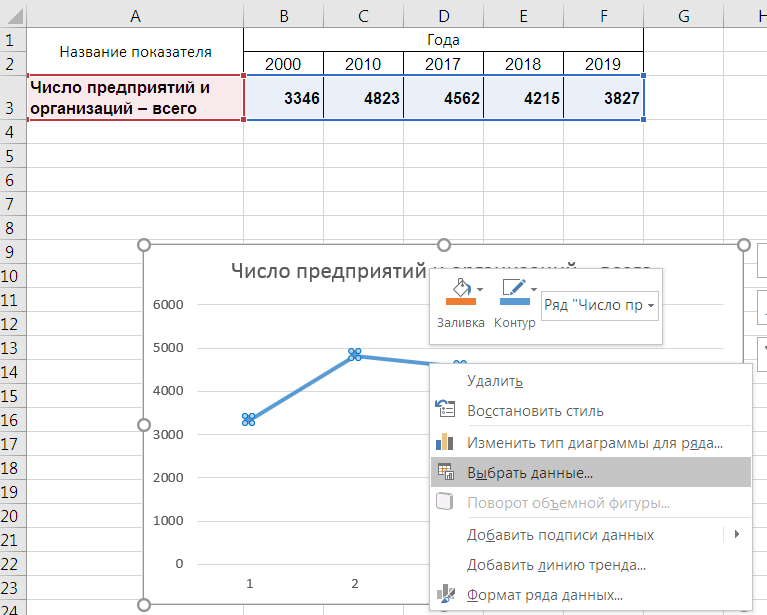 A B C D E F G H
1 Года
Название показателя
2 2000 2010 2017 2018 2019
Число предприятий и
3 организаций – всего 3346 4823 4562 4215 3827
4
5
6
7
8
9
10
11
12
13
14
15
16
17
18
19
20
21
22
23
24
Число предприятий и организаций – всего
Заливка Контур Ряд "Число пр
6000
5000
4000
3000
2000
1000
0
1 2
Удалить
Восстановить стиль
Изменить тип диаграммы для ряда...
Выбрать данные...
Поворот объемной фигуры...
Добавить подписи данных
Добавить линию тренда...
Формат ряда данных...